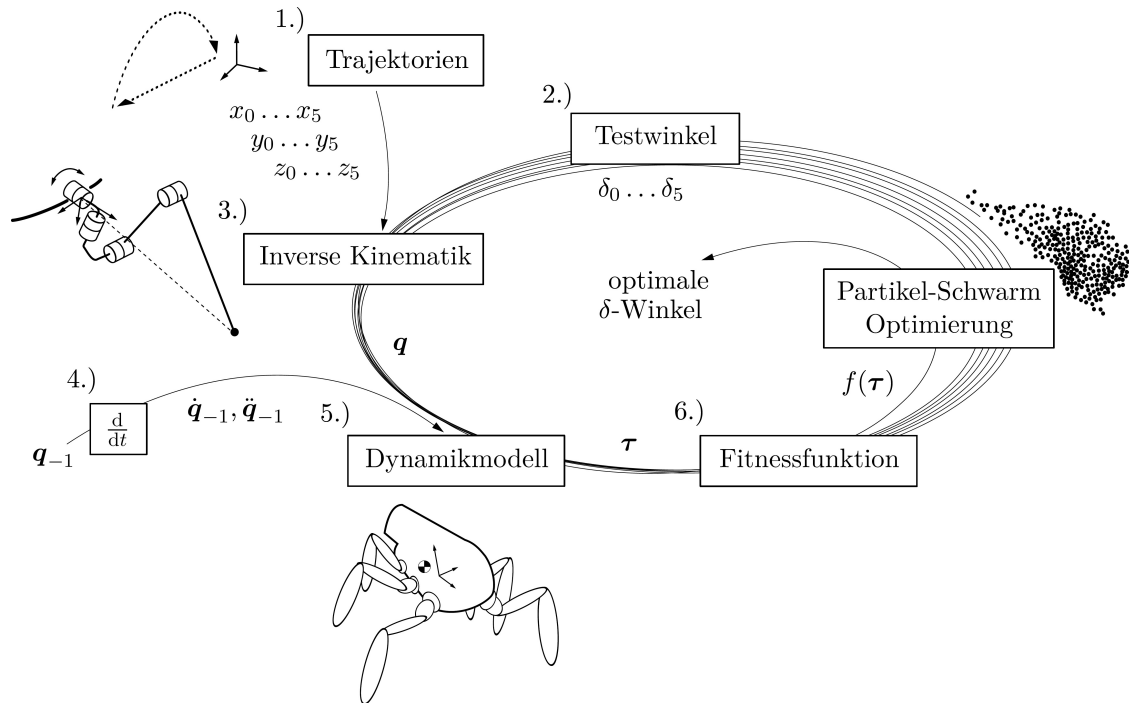 1.)
Trajektorien
x₀ … x₅
y₀ … y₅
z₀ … z₅
2.)
Testwinkel
δ₀ … δ₅
3.)
Inverse Kinematik
optimale
δ-Winkel
Partikel-Schwarm
Optimierung
q
f(τ)
4.)
d/dt
q₋₁
q̇₋₁, q̈₋₁
5.)
Dynamikmodell
τ
6.)
Fitnessfunktion